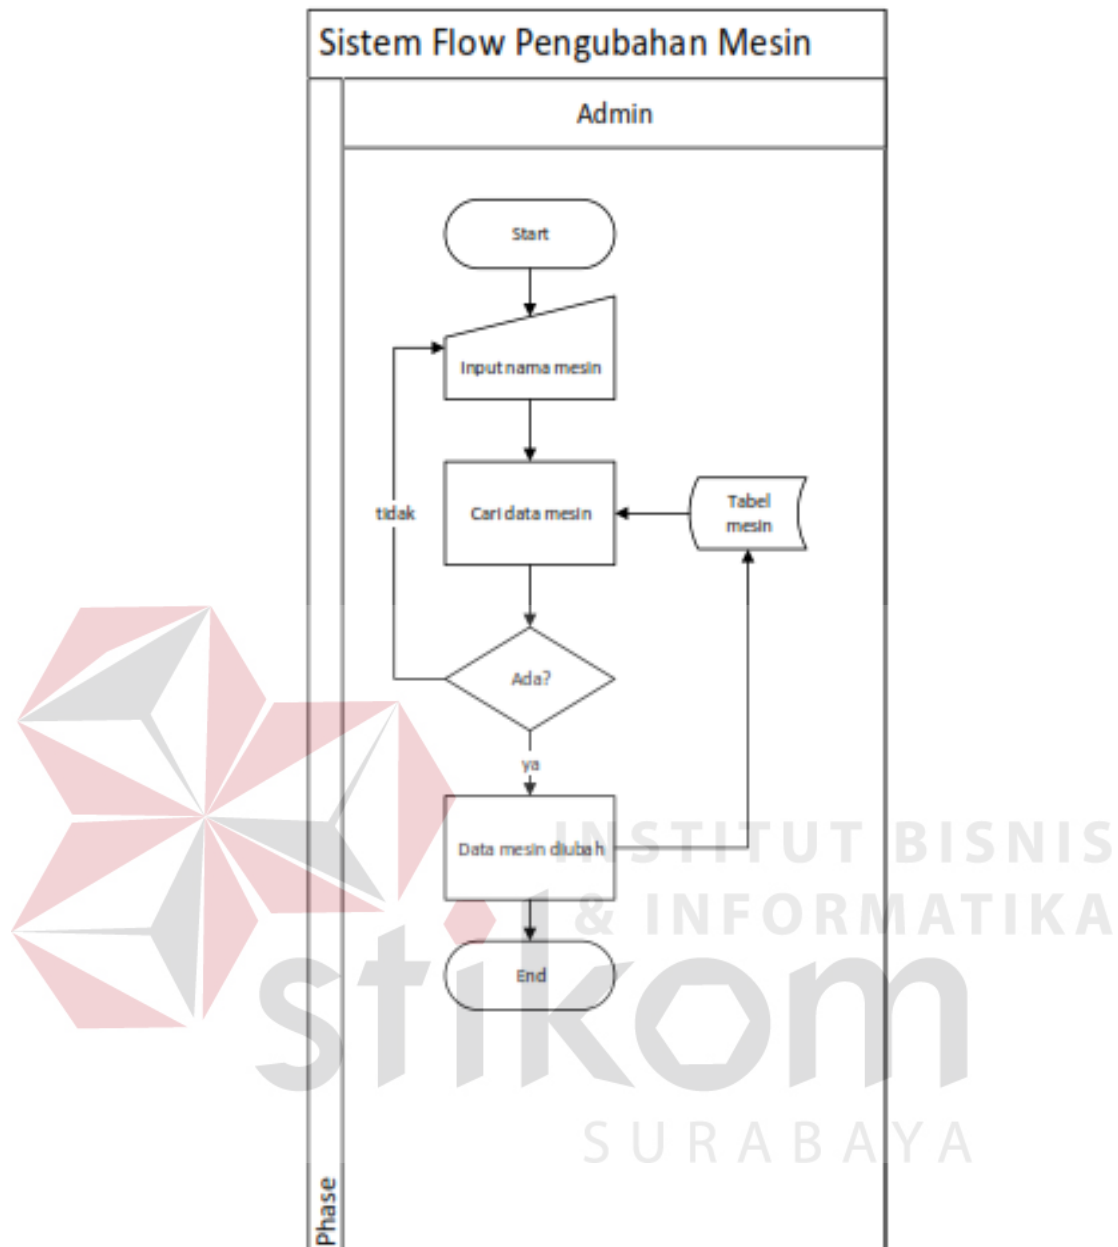 Sistem Flow Pengubahan Mesin
Admin
Start
Input nama mesin
Cari data mesin
Tabel
mesin
tidak
Ada?
ya
Data mesin diubah
End
Phase
INSTITUT BISNIS
& INFORMATIKA
stikom
SURABAYA